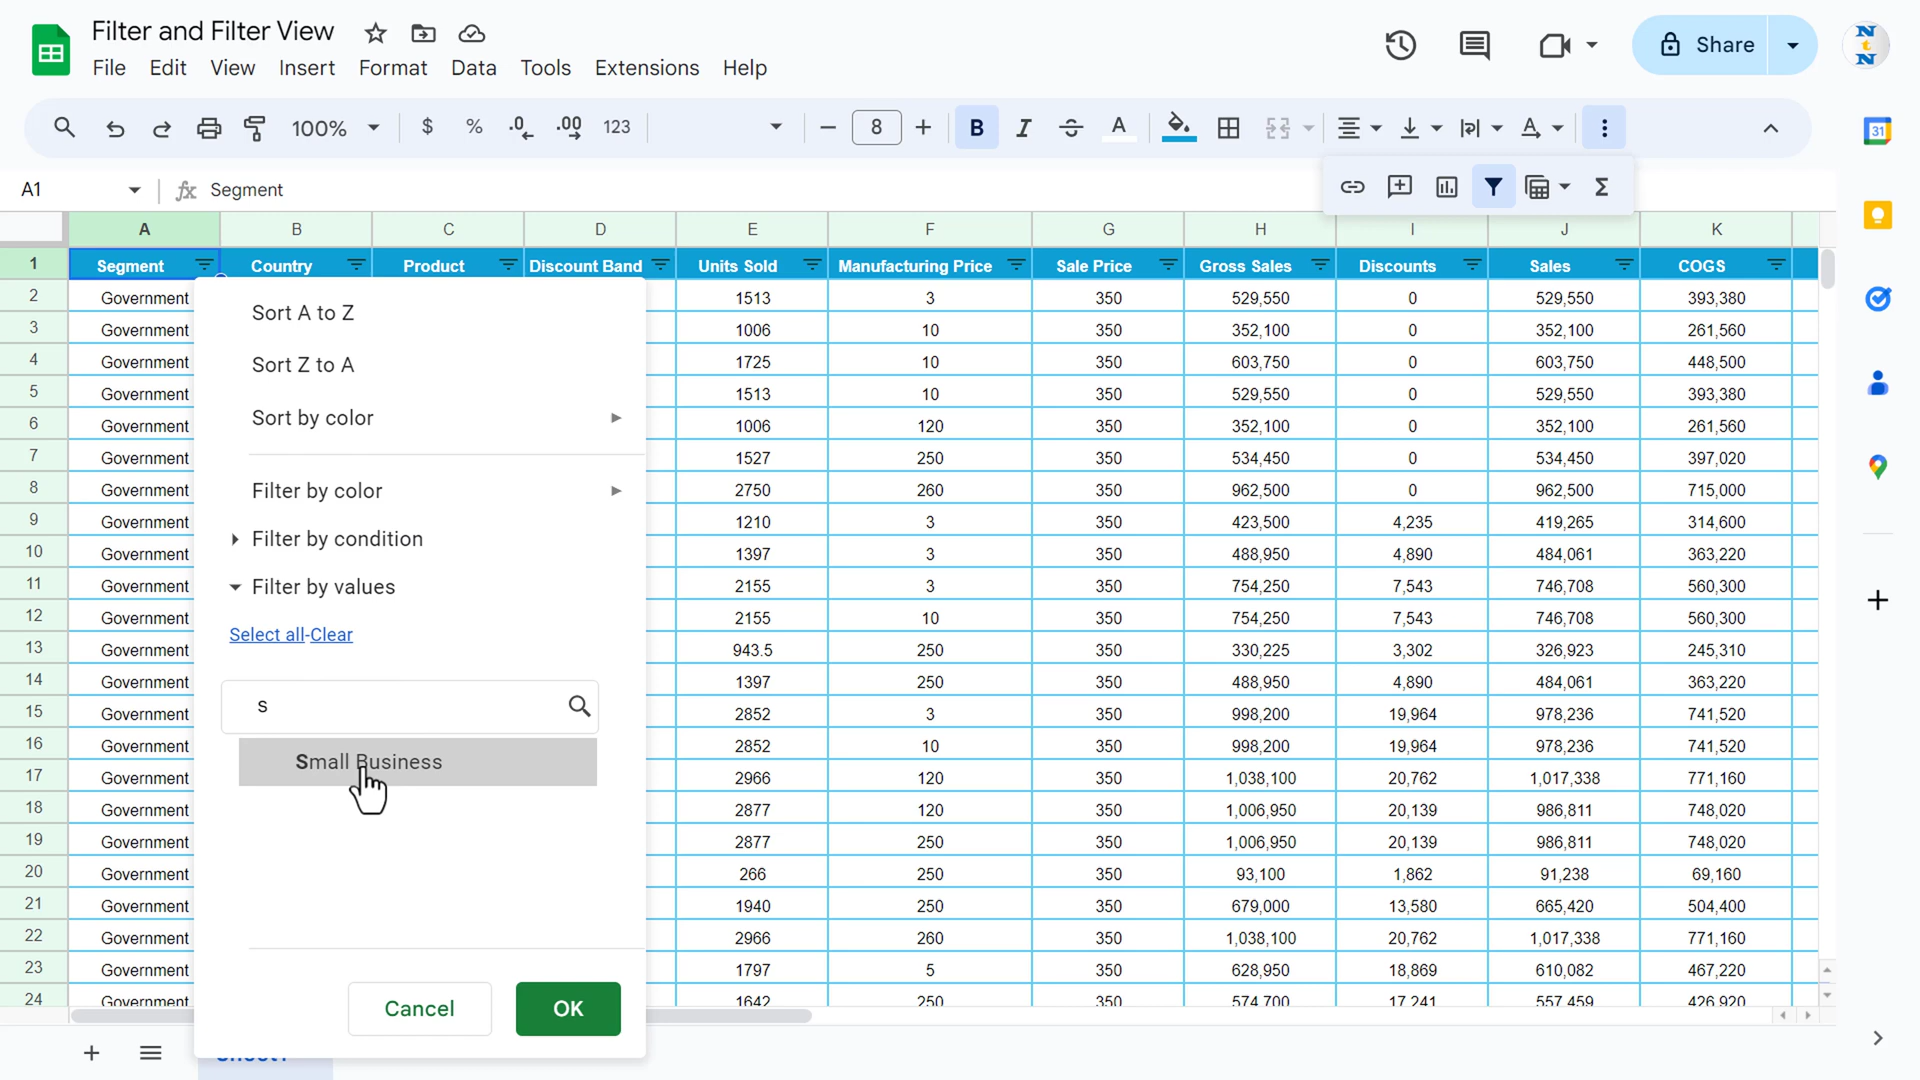 Filter and Filter View
File Edit View Insert Format Data Tools Extensions Help
Share
N t N
100% $ % .0 .00 123 8 B I A A
31
A1 fx Segment
A B C D E F G H I J K
1 Segment Country Product Discount Band Units Sold Manufacturing Price Sale Price Gross Sales Discounts Sales COGS
2 Government 1513 3 350 529,550 0 529,550 393,380
3 Government 1006 10 350 352,100 0 352,100 261,560
4 Government 1725 10 350 603,750 0 603,750 448,500
5 Government 1513 10 350 529,550 0 529,550 393,380
6 Government 1006 120 350 352,100 0 352,100 261,560
7 Government 1527 250 350 534,450 0 534,450 397,020
8 Government 2750 260 350 962,500 0 962,500 715,000
9 Government 1210 3 350 423,500 4,235 419,265 314,600
10 Government 1397 3 350 488,950 4,890 484,061 363,220
11 Government 2155 3 350 754,250 7,543 746,708 560,300
12 Government 2155 10 350 754,250 7,543 746,708 560,300
13 Government 943.5 250 350 330,225 3,302 326,923 245,310
14 Government 1397 250 350 488,950 4,890 484,061 363,220
15 Government 2852 3 350 998,200 19,964 978,236 741,520
16 Government 2852 10 350 998,200 19,964 978,236 741,520
17 Government 2966 120 350 1,038,100 20,762 1,017,338 771,160
18 Government 2877 120 350 1,006,950 20,139 986,811 748,020
19 Government 2877 250 350 1,006,950 20,139 986,811 748,020
20 Government 266 250 350 93,100 1,862 91,238 69,160
21 Government 1940 250 350 679,000 13,580 665,420 504,400
22 Government 2966 260 350 1,038,100 20,762 1,017,338 771,160
23 Government 1797 5 350 628,950 18,869 610,082 467,220
24 Government 1642 250 350 574,700 17,241 557,459 426,920
Sort A to Z
Sort Z to A
Sort by color
Filter by color
Filter by condition
Filter by values
Select all-Clear
s
Small Business
Cancel OK
Sheet1